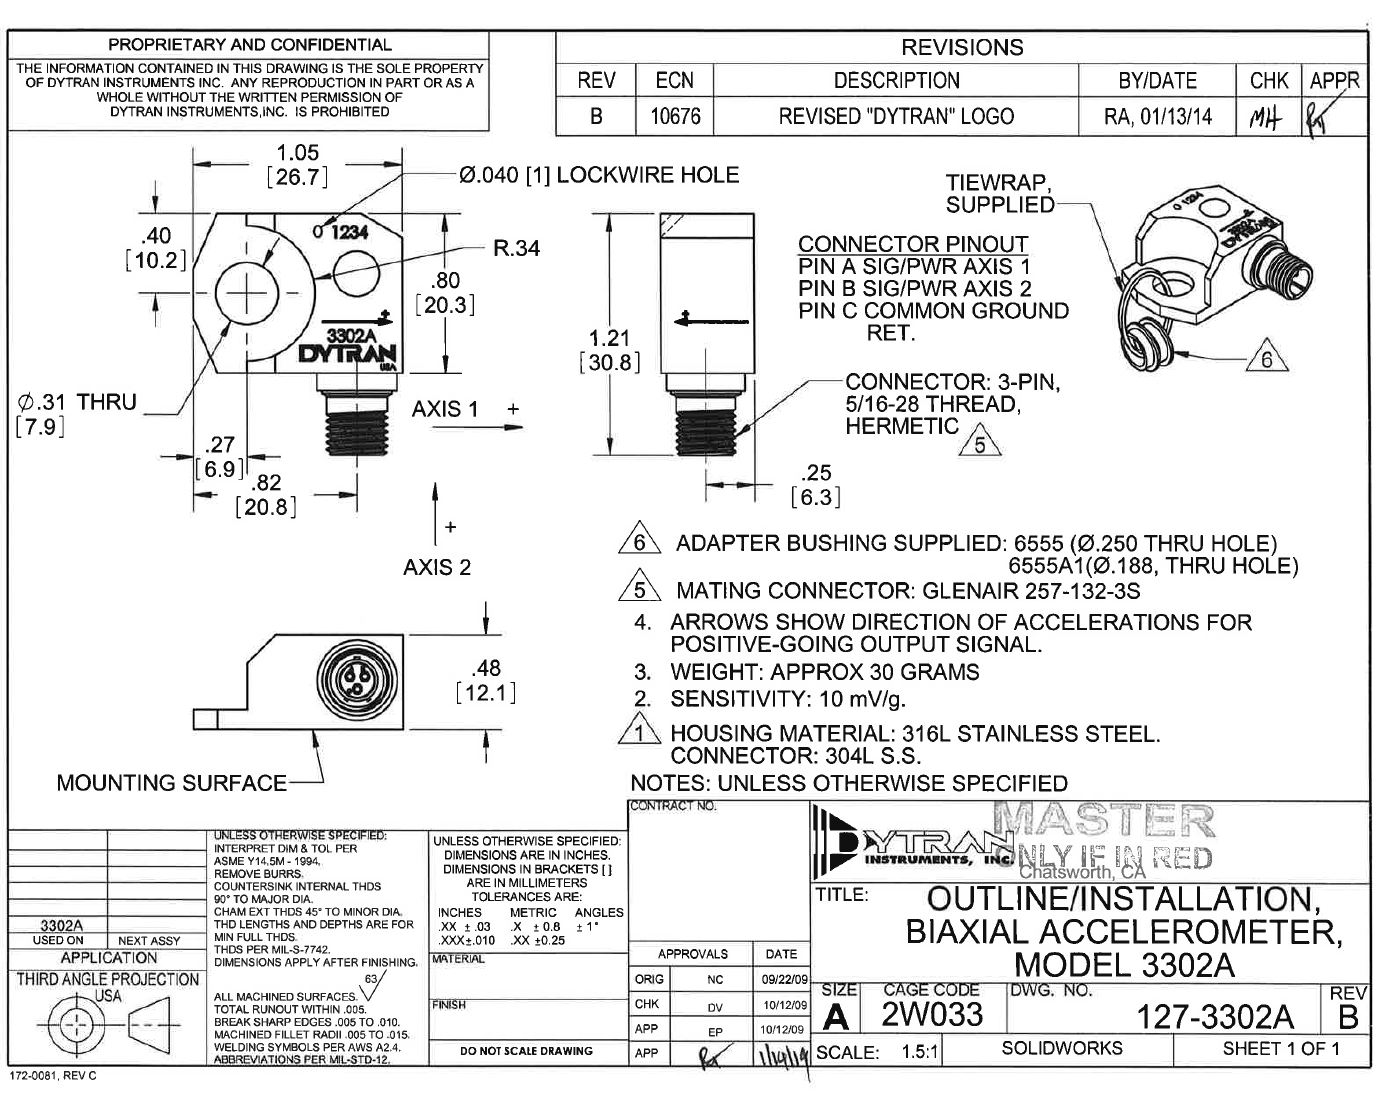 PROPRIETARY AND CONFIDENTIAL
THE INFORMATION CONTAINED IN THIS DRAWING IS THE SOLE PROPERTY
OF DYTRAN INSTRUMENTS INC. ANY REPRODUCTION IN PART OR AS A
WHOLE WITHOUT THE WRITTEN PERMISSION OF
DYTRAN INSTRUMENTS,INC. IS PROHIBITED
REVISIONS
REV ECN DESCRIPTION BY/DATE CHK APPR
B 10676 REVISED "DYTRAN" LOGO RA, 01/13/14 MH
1.05
[26.7]
Ø.040 [1] LOCKWIRE HOLE
.40
[10.2]
0 1234
R.34
.80
[20.3]
3302A
DYTRAN
USA
Ø.31 THRU
[7.9]
.27
[6.9]
.82
[20.8]
AXIS 1 +
+
AXIS 2
1.21
[30.8]
.25
[6.3]
CONNECTOR PINOUT
PIN A SIG/PWR AXIS 1
PIN B SIG/PWR AXIS 2
PIN C COMMON GROUND
RET.
TIEWRAP,
SUPPLIED
0 1234
3302A
DYTRAN
6
CONNECTOR: 3-PIN,
5/16-28 THREAD,
HERMETIC
5
.48
[12.1]
MOUNTING SURFACE
6 ADAPTER BUSHING SUPPLIED: 6555 (Ø.250 THRU HOLE)
6555A1(Ø.188, THRU HOLE)
5 MATING CONNECTOR: GLENAIR 257-132-3S
4. ARROWS SHOW DIRECTION OF ACCELERATIONS FOR
POSITIVE-GOING OUTPUT SIGNAL.
3. WEIGHT: APPROX 30 GRAMS
2. SENSITIVITY: 10 mV/g.
1 HOUSING MATERIAL: 316L STAINLESS STEEL.
CONNECTOR: 304L S.S.
NOTES: UNLESS OTHERWISE SPECIFIED
3302A
USED ON NEXT ASSY
APPLICATION
THIRD ANGLE PROJECTION
USA
172-0081, REV C
UNLESS OTHERWISE SPECIFIED:
INTERPRET DIM & TOL PER
ASME Y14.5M - 1994.
REMOVE BURRS.
COUNTERSINK INTERNAL THDS
90° TO MAJOR DIA.
CHAM EXT THDS 45° TO MINOR DIA.
THD LENGTHS AND DEPTHS ARE FOR
MIN FULL THDS.
THDS PER MIL-S-7742.
DIMENSIONS APPLY AFTER FINISHING.
63
ALL MACHINED SURFACES.
TOTAL RUNOUT WITHIN .005.
BREAK SHARP EDGES .005 TO .010.
MACHINED FILLET RADII .005 TO .015.
WELDING SYMBOLS PER AWS A2.4.
ABBREVIATIONS PER MIL-STD-12.
UNLESS OTHERWISE SPECIFIED:
DIMENSIONS ARE IN INCHES.
DIMENSIONS IN BRACKETS [ ]
ARE IN MILLIMETERS
TOLERANCES ARE:
INCHES METRIC ANGLES
.XX ± .03 .X ± 0.8 ± 1°
.XXX±.010 .XX ±0.25
MATERIAL
FINISH
DO NOT SCALE DRAWING
CONTRACT NO.
APPROVALS DATE
ORIG NC 09/22/09
CHK DV 10/12/09
APP EP 10/12/09
APP 1/14/14
DYTRAN
INSTRUMENTS, INC.
MASTER
ONLY IF IN RED
Chatsworth, CA
TITLE: OUTLINE/INSTALLATION,
BIAXIAL ACCELEROMETER,
MODEL 3302A
SIZE CAGE CODE DWG. NO. REV
A 2W033 127-3302A B
SCALE: 1.5:1 SOLIDWORKS SHEET 1 OF 1